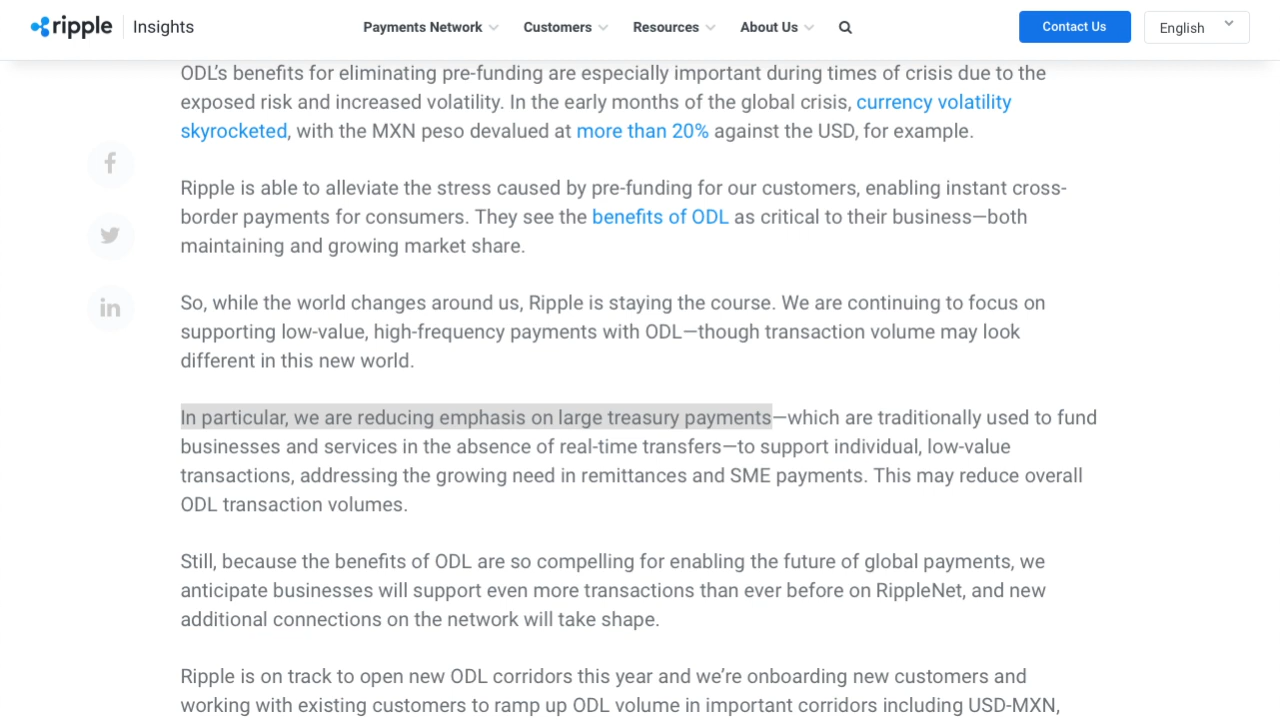 ripple Insights Payments Network Customers Resources About Us Contact Us English
ODL’s benefits for eliminating pre-funding are especially important during times of crisis due to the
exposed risk and increased volatility. In the early months of the global crisis, currency volatility
skyrocketed, with the MXN peso devalued at more than 20% against the USD, for example.
Ripple is able to alleviate the stress caused by pre-funding for our customers, enabling instant cross-
border payments for consumers. They see the benefits of ODL as critical to their business—both
maintaining and growing market share.
So, while the world changes around us, Ripple is staying the course. We are continuing to focus on
supporting low-value, high-frequency payments with ODL—though transaction volume may look
different in this new world.
In particular, we are reducing emphasis on large treasury payments—which are traditionally used to fund
businesses and services in the absence of real-time transfers—to support individual, low-value
transactions, addressing the growing need in remittances and SME payments. This may reduce overall
ODL transaction volumes.
Still, because the benefits of ODL are so compelling for enabling the future of global payments, we
anticipate businesses will support even more transactions than ever before on RippleNet, and new
additional connections on the network will take shape.
Ripple is on track to open new ODL corridors this year and we’re onboarding new customers and
working with existing customers to ramp up ODL volume in important corridors including USD-MXN,